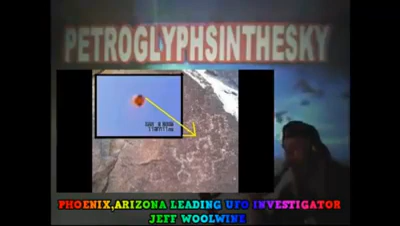 PETROGLYPHSINTHESKY
PHOENIX,ARIZONA LEADING UFO INVESTIGATOR
JEFF WOOLWINE